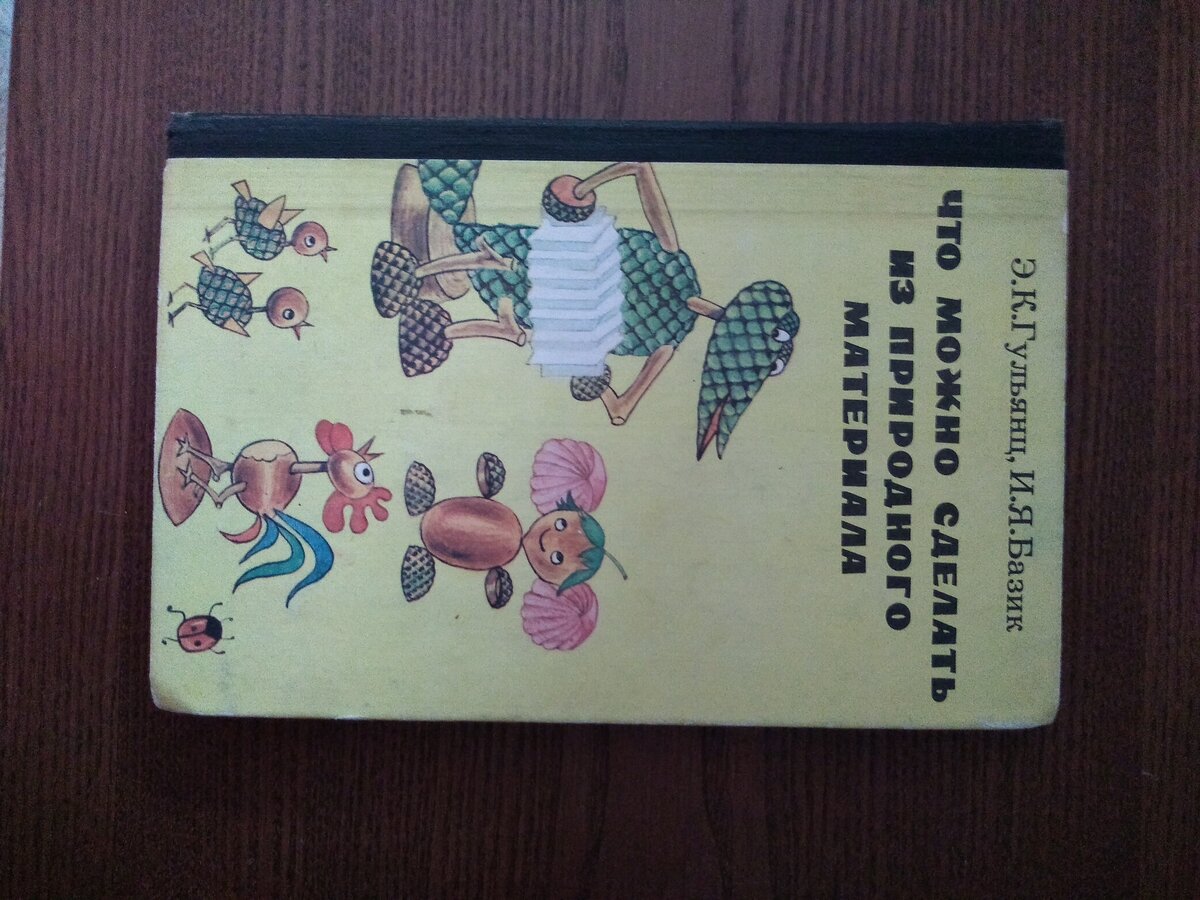 Э.К.Гульянц, И.Я.Базик
ЧТО МОЖНО СДЕЛАТЬ
ИЗ ПРИРОДНОГО
МАТЕРИАЛА